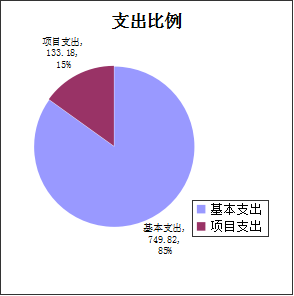 支出比例
项目支出,
133.18,
15%
基本支出,
749.82,
85%
基本支出
项目支出